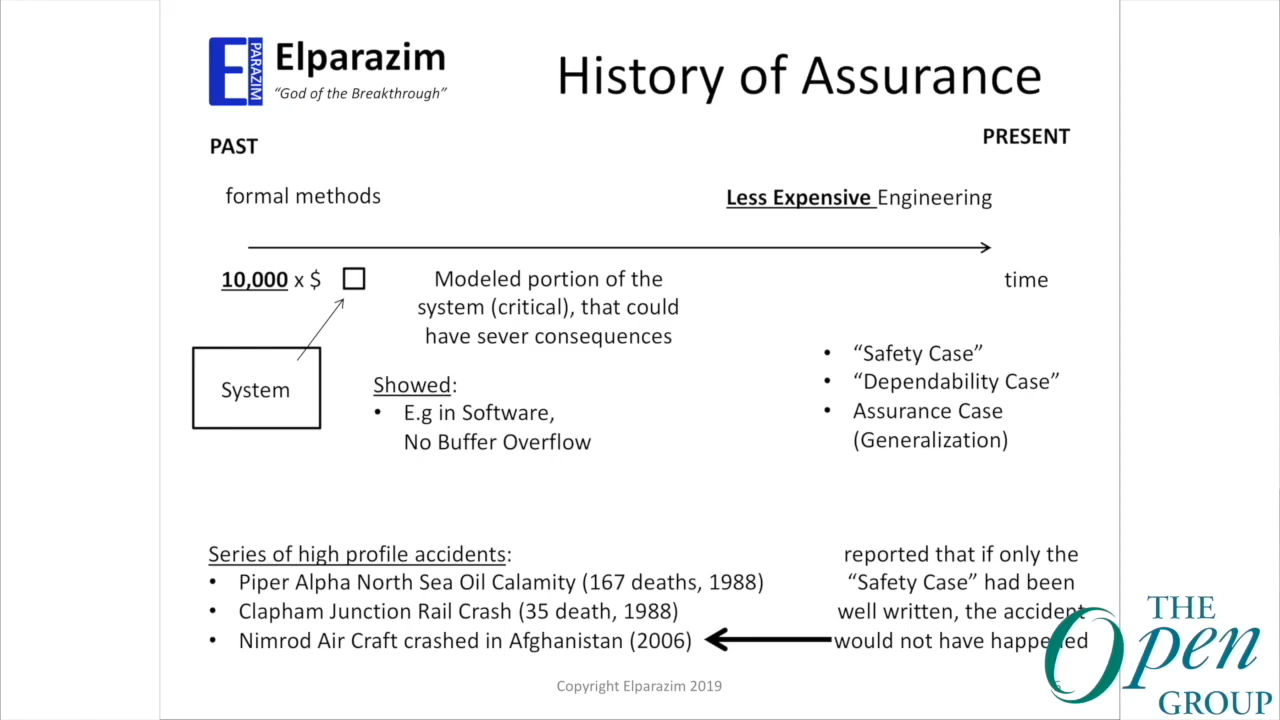 E PARAZIM
Elparazim
“God of the Breakthrough”
History of Assurance
PAST
PRESENT
formal methods
Less Expensive Engineering
10,000 x $
Modeled portion of the
system (critical), that could
have sever consequences
time
System
Showed:
• E.g in Software,
No Buffer Overflow
• “Safety Case”
• “Dependability Case”
• Assurance Case
(Generalization)
Series of high profile accidents:
• Piper Alpha North Sea Oil Calamity (167 deaths, 1988)
• Clapham Junction Rail Crash (35 death, 1988)
• Nimrod Air Craft crashed in Afghanistan (2006)
reported that if only the
“Safety Case” had been
well written, the accident
would not have happened
Copyright Elparazim 2019
THE
Open
GROUP